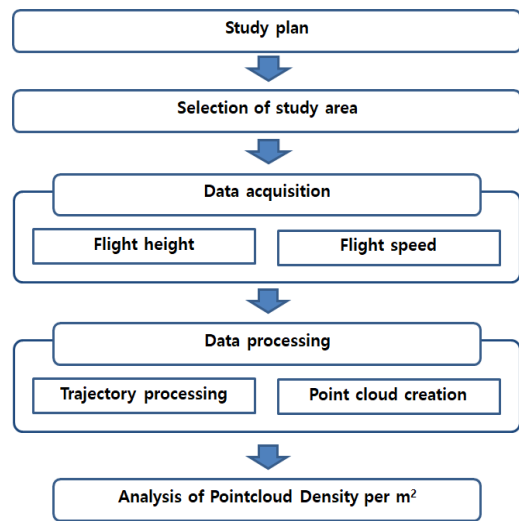 Study plan
Selection of study area
Data acquisition
Flight height
Flight speed
Data processing
Trajectory processing
Point cloud creation
Analysis of Pointcloud Density per m²